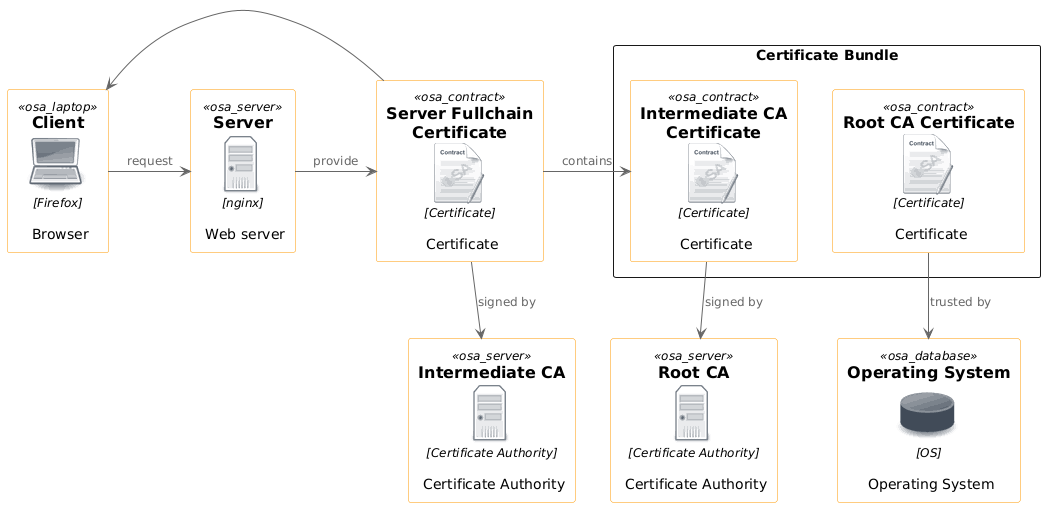 Certificate Bundle
«osa_laptop»
Client
[Firefox]
Browser
request
«osa_server»
Server
[nginx]
Web server
provide
«osa_contract»
Server Fullchain
Certificate
Contract
OSA
[Certificate]
Certificate
contains
«osa_contract»
Intermediate CA
Certificate
Contract
OSA
[Certificate]
Certificate
«osa_contract»
Root CA Certificate
Contract
OSA
[Certificate]
Certificate
signed by
signed by
trusted by
«osa_server»
Intermediate CA
[Certificate Authority]
Certificate Authority
«osa_server»
Root CA
[Certificate Authority]
Certificate Authority
«osa_database»
Operating System
[OS]
Operating System